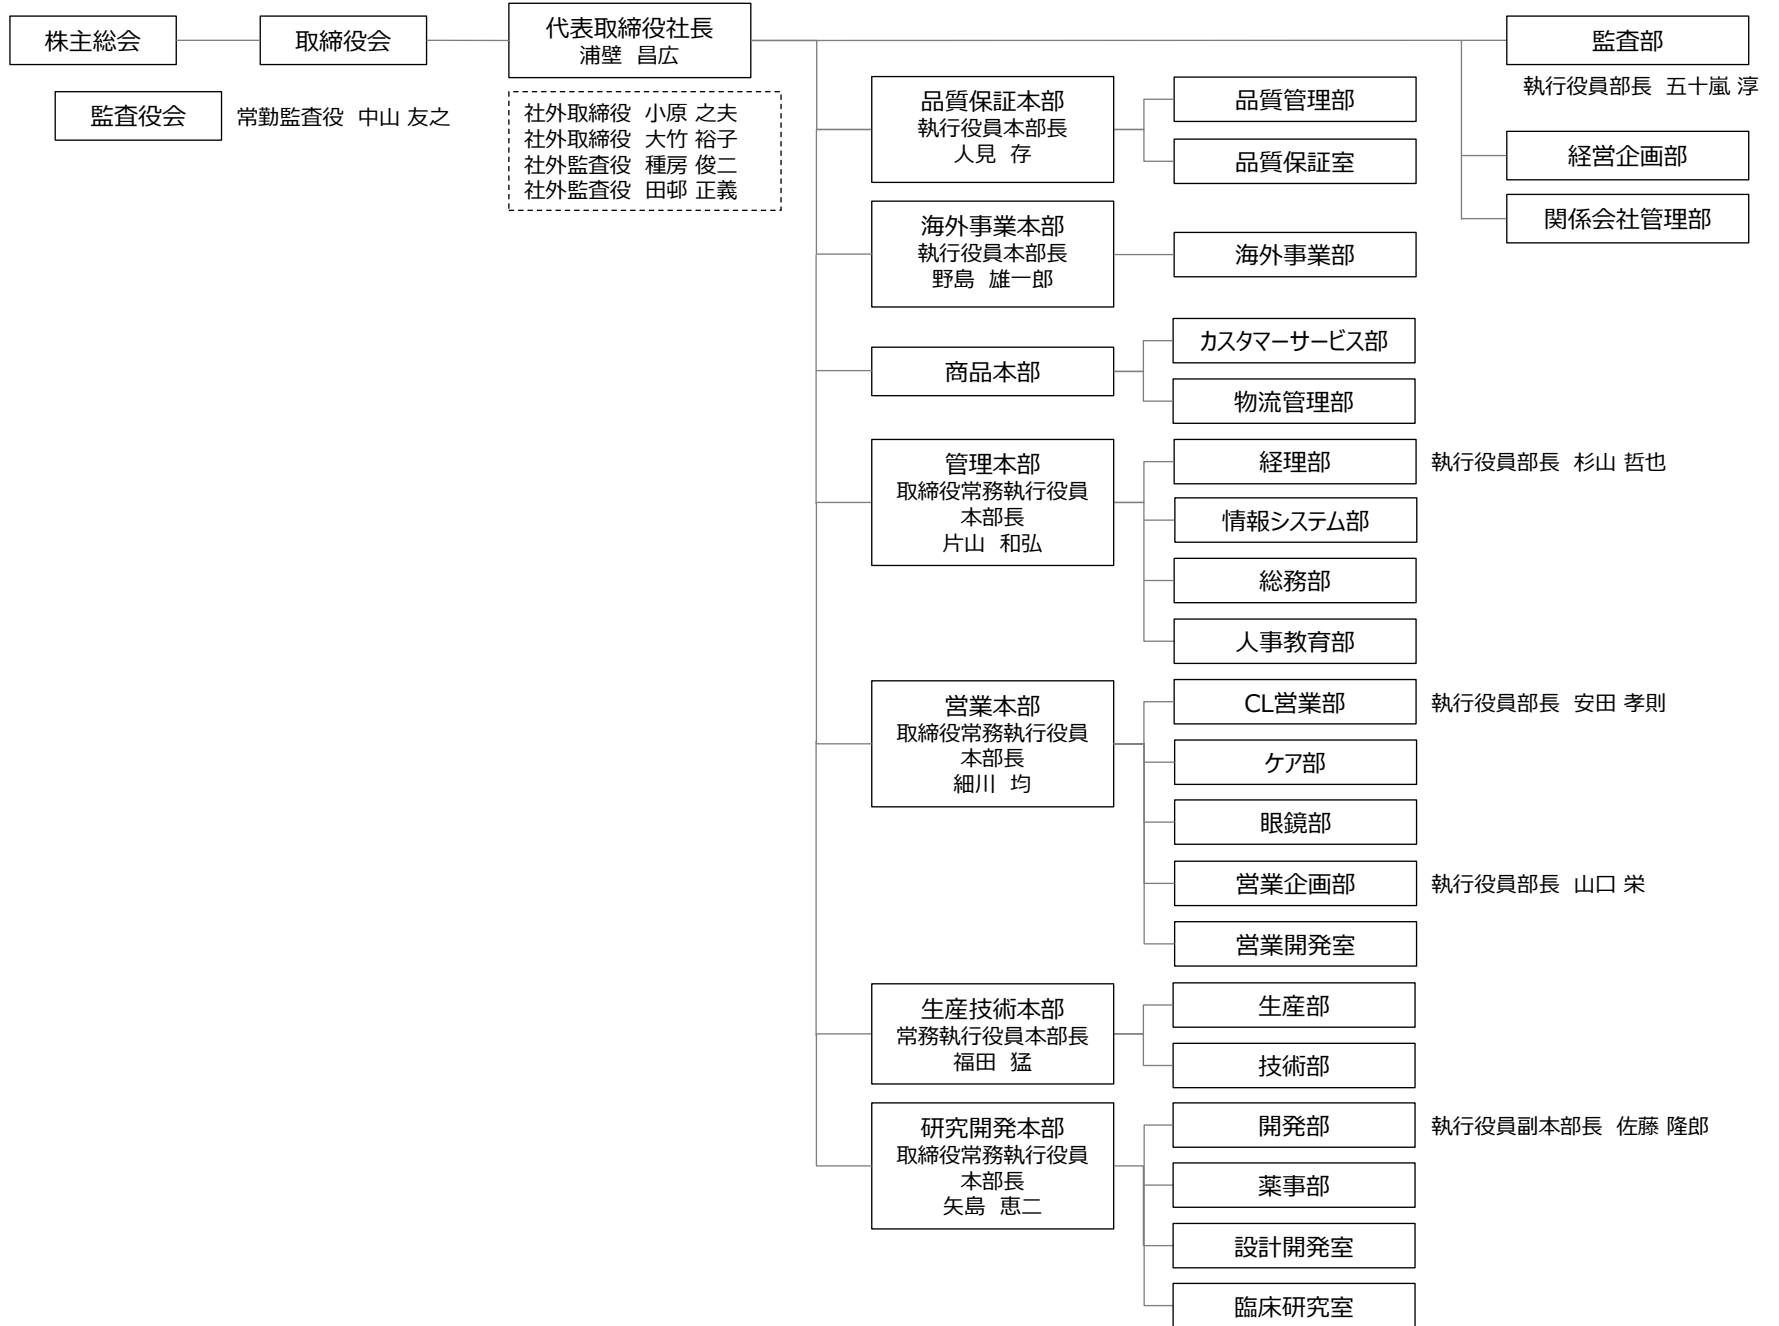 株主総会
取締役会
代表取締役社長
浦壁 昌広
監査役会
常勤監査役 中山 友之
社外取締役 小原 之夫
社外取締役 大竹 裕子
社外監査役 種房 俊二
社外監査役 田邨 正義
監査部
執行役員部長 五十嵐 淳
経営企画部
関係会社管理部
品質保証本部
執行役員本部長
人見 存
品質管理部
品質保証室
海外事業本部
執行役員本部長
野島 雄一郎
海外事業部
商品本部
カスタマーサービス部
物流管理部
管理本部
取締役常務執行役員
本部長
片山 和弘
経理部
執行役員部長 杉山 哲也
情報システム部
総務部
人事教育部
営業本部
取締役常務執行役員
本部長
細川 均
CL営業部
執行役員部長 安田 孝則
ケア部
眼鏡部
営業企画部
執行役員部長 山口 栄
営業開発室
生産技術本部
常務執行役員本部長
福田 猛
生産部
技術部
研究開発本部
取締役常務執行役員
本部長
矢島 恵二
開発部
執行役員副本部長 佐藤 隆郎
薬事部
設計開発室
臨床研究室